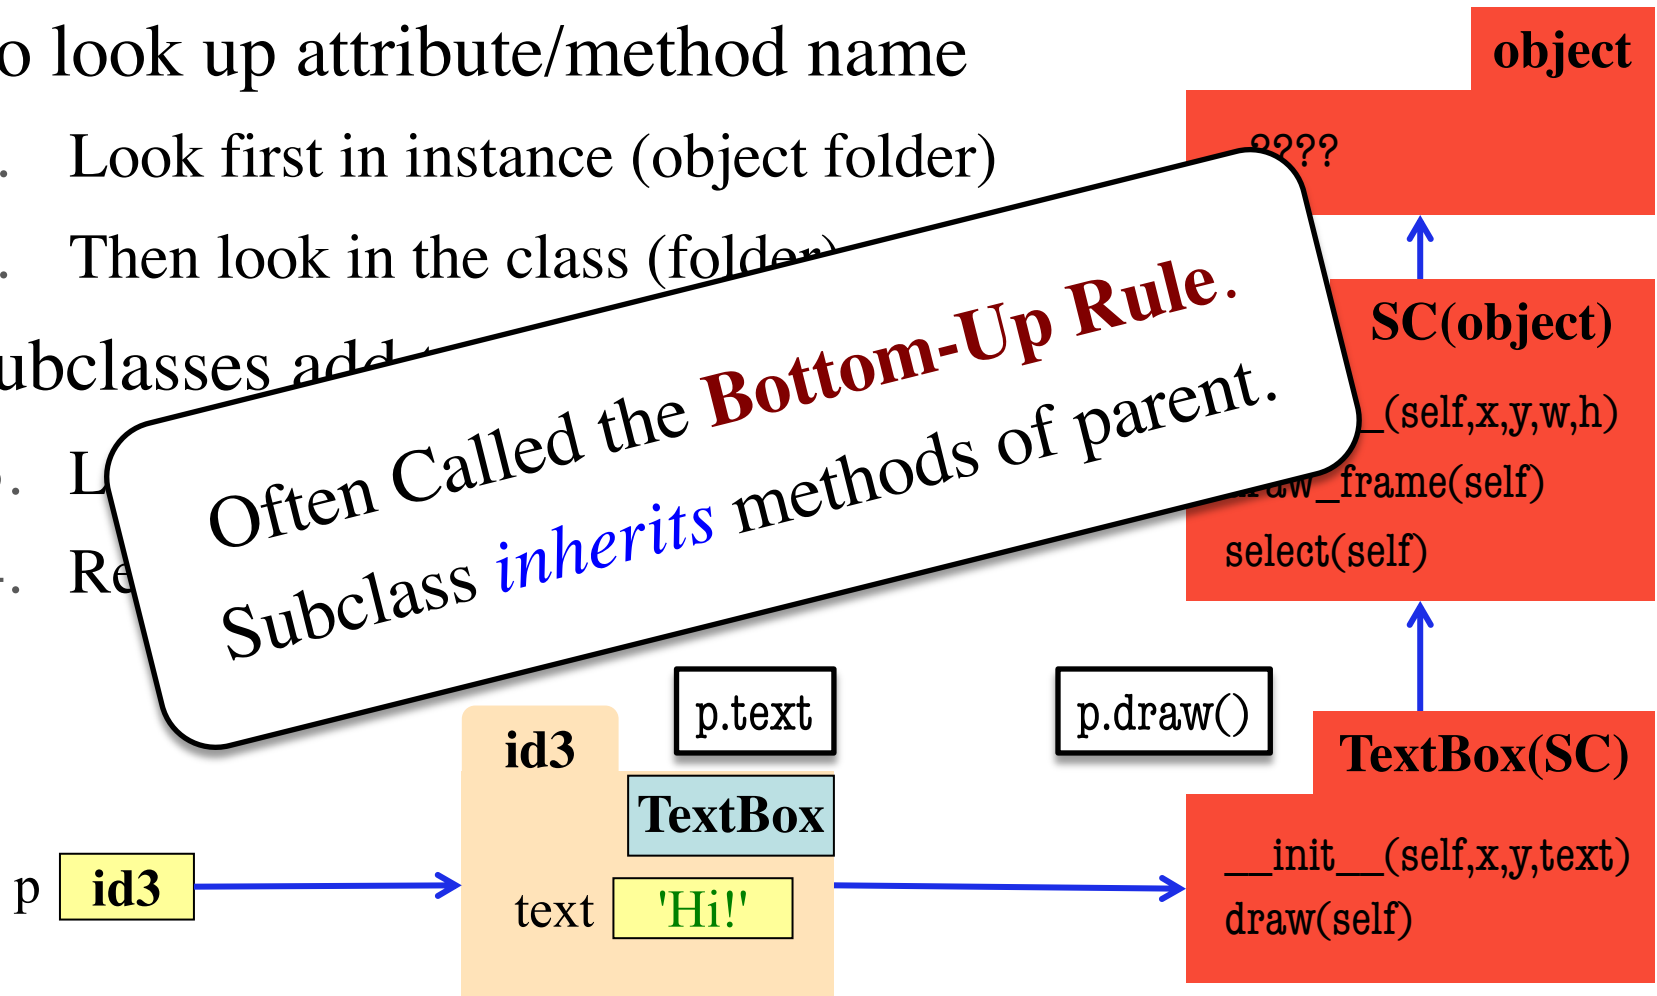 o look up attribute/method name
. Look first in instance (object folder)
. Then look in the class (folder)
ubclasses add
. L
. Re
Often Called the Bottom-Up Rule.
Subclass inherits methods of parent.
object
????
SC(object)
__(self,x,y,w,h)
draw_frame(self)
select(self)
p.text
p.draw()
id3
TextBox
p id3
text 'Hi!'
TextBox(SC)
__init__(self,x,y,text)
draw(self)